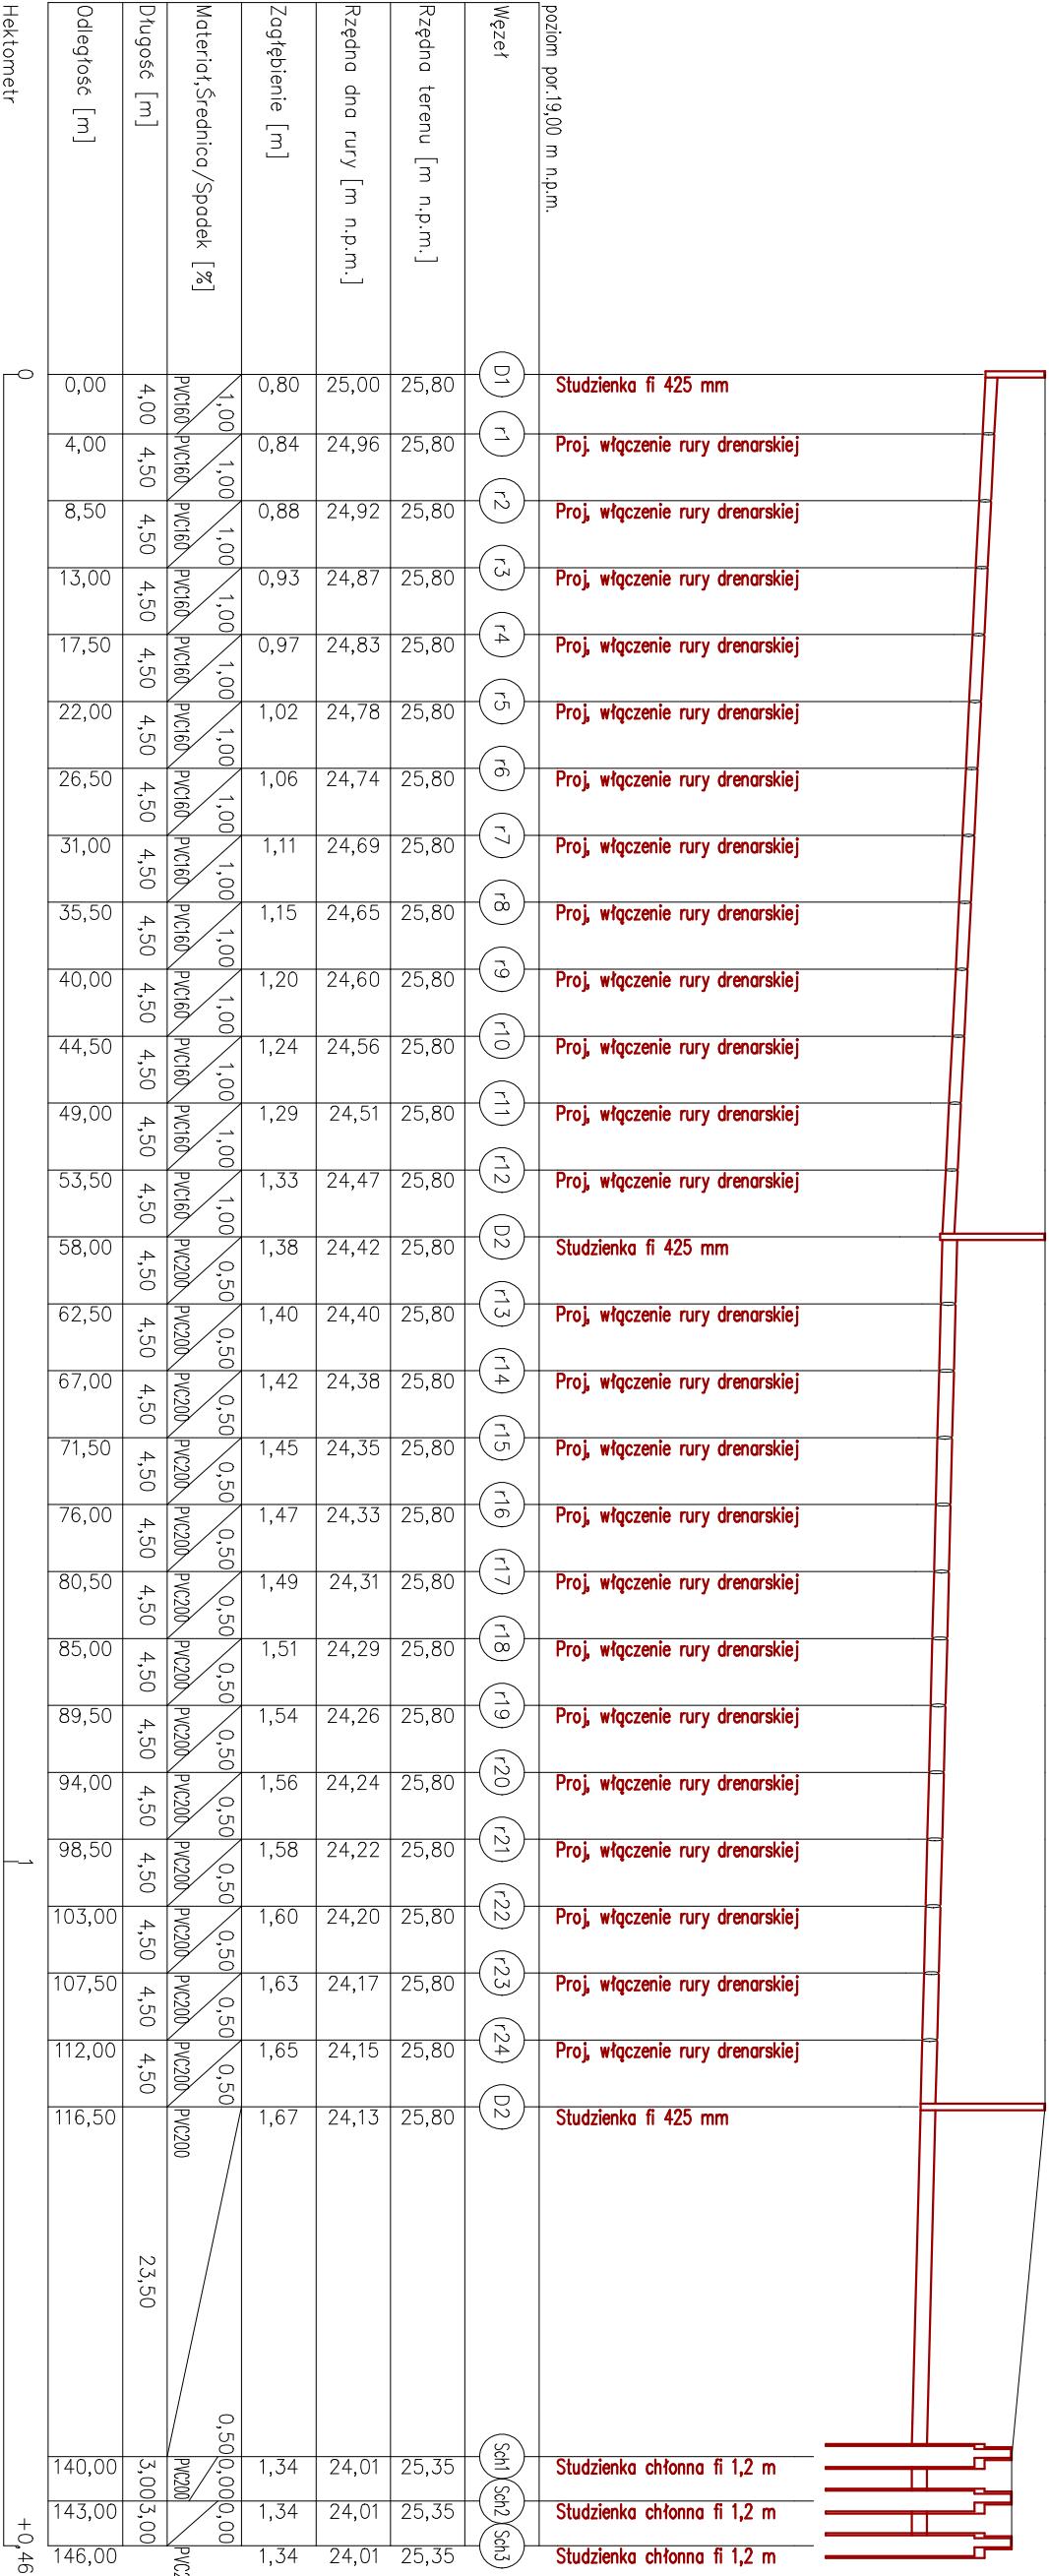 poziom por.19,00 m n.p.m.
Studzienka fi 425 mm
Proj. włączenie rury drenarskiej
Proj. włączenie rury drenarskiej
Proj. włączenie rury drenarskiej
Proj. włączenie rury drenarskiej
Proj. włączenie rury drenarskiej
Proj. włączenie rury drenarskiej
Proj. włączenie rury drenarskiej
Proj. włączenie rury drenarskiej
Proj. włączenie rury drenarskiej
Proj. włączenie rury drenarskiej
Proj. włączenie rury drenarskiej
Proj. włączenie rury drenarskiej
Studzienka fi 425 mm
Proj. włączenie rury drenarskiej
Proj. włączenie rury drenarskiej
Proj. włączenie rury drenarskiej
Proj. włączenie rury drenarskiej
Proj. włączenie rury drenarskiej
Proj. włączenie rury drenarskiej
Proj. włączenie rury drenarskiej
Proj. włączenie rury drenarskiej
Proj. włączenie rury drenarskiej
Proj. włączenie rury drenarskiej
Proj. włączenie rury drenarskiej
Proj. włączenie rury drenarskiej
Studzienka fi 425 mm
Studzienka chłonna fi 1,2 m
Studzienka chłonna fi 1,2 m
Studzienka chłonna fi 1,2 m
Węzeł D1 r1 r2 r3 r4 r5 r6 r7 r8 r9 r10 r11 r12 D2 r13 r14 r15 r16 r17 r18 r19 r20 r21 r22 r23 r24 D2 Sch1 Sch2 Sch3
Rzędna terenu [m n.p.m.] 25,80 25,80 25,80 25,80 25,80 25,80 25,80 25,80 25,80 25,80 25,80 25,80 25,80 25,80 25,80 25,80 25,80 25,80 25,80 25,80 25,80 25,80 25,80 25,80 25,80 25,80 25,80 25,35 25,35 25,35
Rzędna dna rury [m n.p.m.] 25,00 24,96 24,92 24,87 24,83 24,78 24,74 24,69 24,65 24,60 24,56 24,51 24,47 24,42 24,40 24,38 24,35 24,33 24,31 24,29 24,26 24,24 24,22 24,20 24,17 24,15 24,13 24,01 24,01 24,01
Zagłębienie [m] 0,80 0,84 0,88 0,93 0,97 1,02 1,06 1,11 1,15 1,20 1,24 1,29 1,33 1,38 1,40 1,42 1,45 1,47 1,49 1,51 1,54 1,56 1,58 1,60 1,63 1,65 1,67 1,34 1,34 1,34
1,00 1,00 1,00 1,00 1,00 1,00 1,00 1,00 1,00 1,00 1,00 1,00 1,00 0,50 0,50 0,50 0,50 0,50 0,50 0,50 0,50 0,50 0,50 0,50 0,50 0,50 0,50 0,00 0,00
Materiał,Średnica/Spadek [%]
PVC160 PVC160 PVC160 PVC160 PVC160 PVC160 PVC160 PVC160 PVC160 PVC160 PVC160 PVC160 PVC160 PVC200 PVC200 PVC200 PVC200 PVC200 PVC200 PVC200 PVC200 PVC200 PVC200 PVC200 PVC200 PVC200 PVC200 PVC200
Długość [m] 4,00 4,50 4,50 4,50 4,50 4,50 4,50 4,50 4,50 4,50 4,50 4,50 4,50 4,50 4,50 4,50 4,50 4,50 4,50 4,50 4,50 4,50 4,50 4,50 4,50 4,50 23,50 3,00 3,00
Odległość [m] 0,00 4,00 8,50 13,00 17,50 22,00 26,50 31,00 35,50 40,00 44,50 49,00 53,50 58,00 62,50 67,00 71,50 76,00 80,50 85,00 89,50 94,00 98,50 103,00 107,50 112,00 116,50 140,00 143,00 146,00
Hektometr 0 1 +0,46